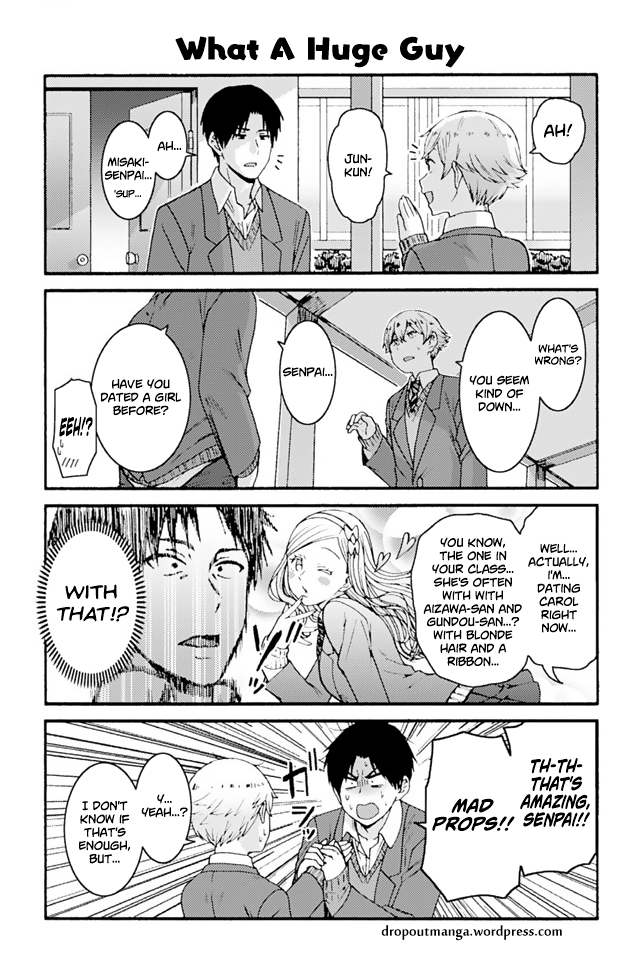 What A Huge Guy
AH!
JUN-
KUN!
AH...
MISAKI-
SENPAI...
'SUP...
WHAT'S
WRONG?
YOU SEEM
KIND OF
DOWN...
SENPAI...
HAVE YOU
DATED A GIRL
BEFORE?
EEH!?
WELL...
ACTUALLY,
I'M...
DATING
CAROL
RIGHT
NOW...
YOU KNOW,
THE ONE IN
YOUR CLASS...
SHE'S OFTEN
WITH WITH
AIZAWA-SAN AND
GUNDOU-SAN...?
WITH BLONDE
HAIR AND A
RIBBON...
WITH
THAT!?
TH-TH-
THAT'S
AMAZING,
SENPAI!!
MAD
PROPS!!
Y...
YEAH...?
I DON'T
KNOW IF
THAT'S
ENOUGH,
BUT...
dropoutmanga.wordpress.com